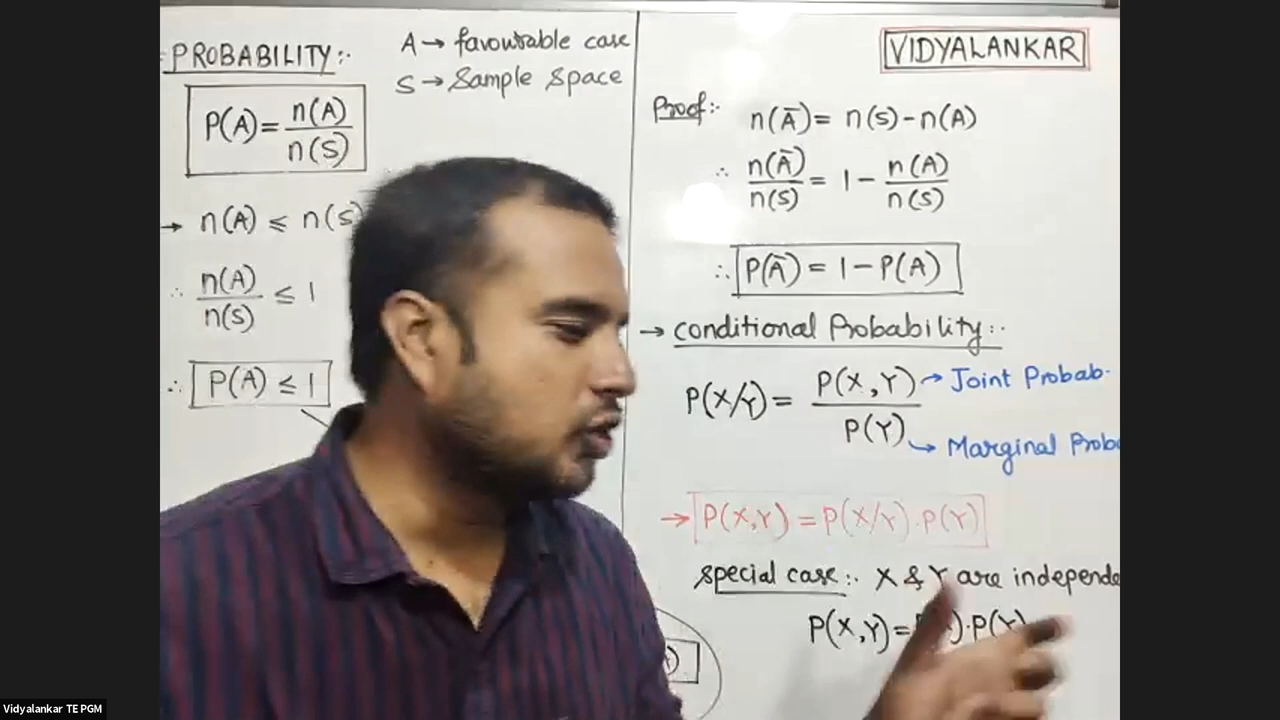 PROBABILITY:-
A → favourable case
S → Sample Space
P(A) = n(A)/n(S)
→ n(A) ≤ n(S)
∴ n(A)/n(S) ≤ 1
∴ P(A) ≤ 1
VIDYALANKAR
Proof:-
n(Ā) = n(S) - n(A)
∴ n(Ā)/n(S) = 1 - n(A)/n(S)
∴ P(Ā) = 1 - P(A)
→ conditional Probability:-
P(X/Y) = P(X,Y)/P(Y)
→ Joint Probab.
→ Marginal Proba
→ P(X,Y) = P(X/Y).P(Y)
special case:- X & Y are independe
P(X,Y) = ).P(Y)
Vidyalankar TE PGM